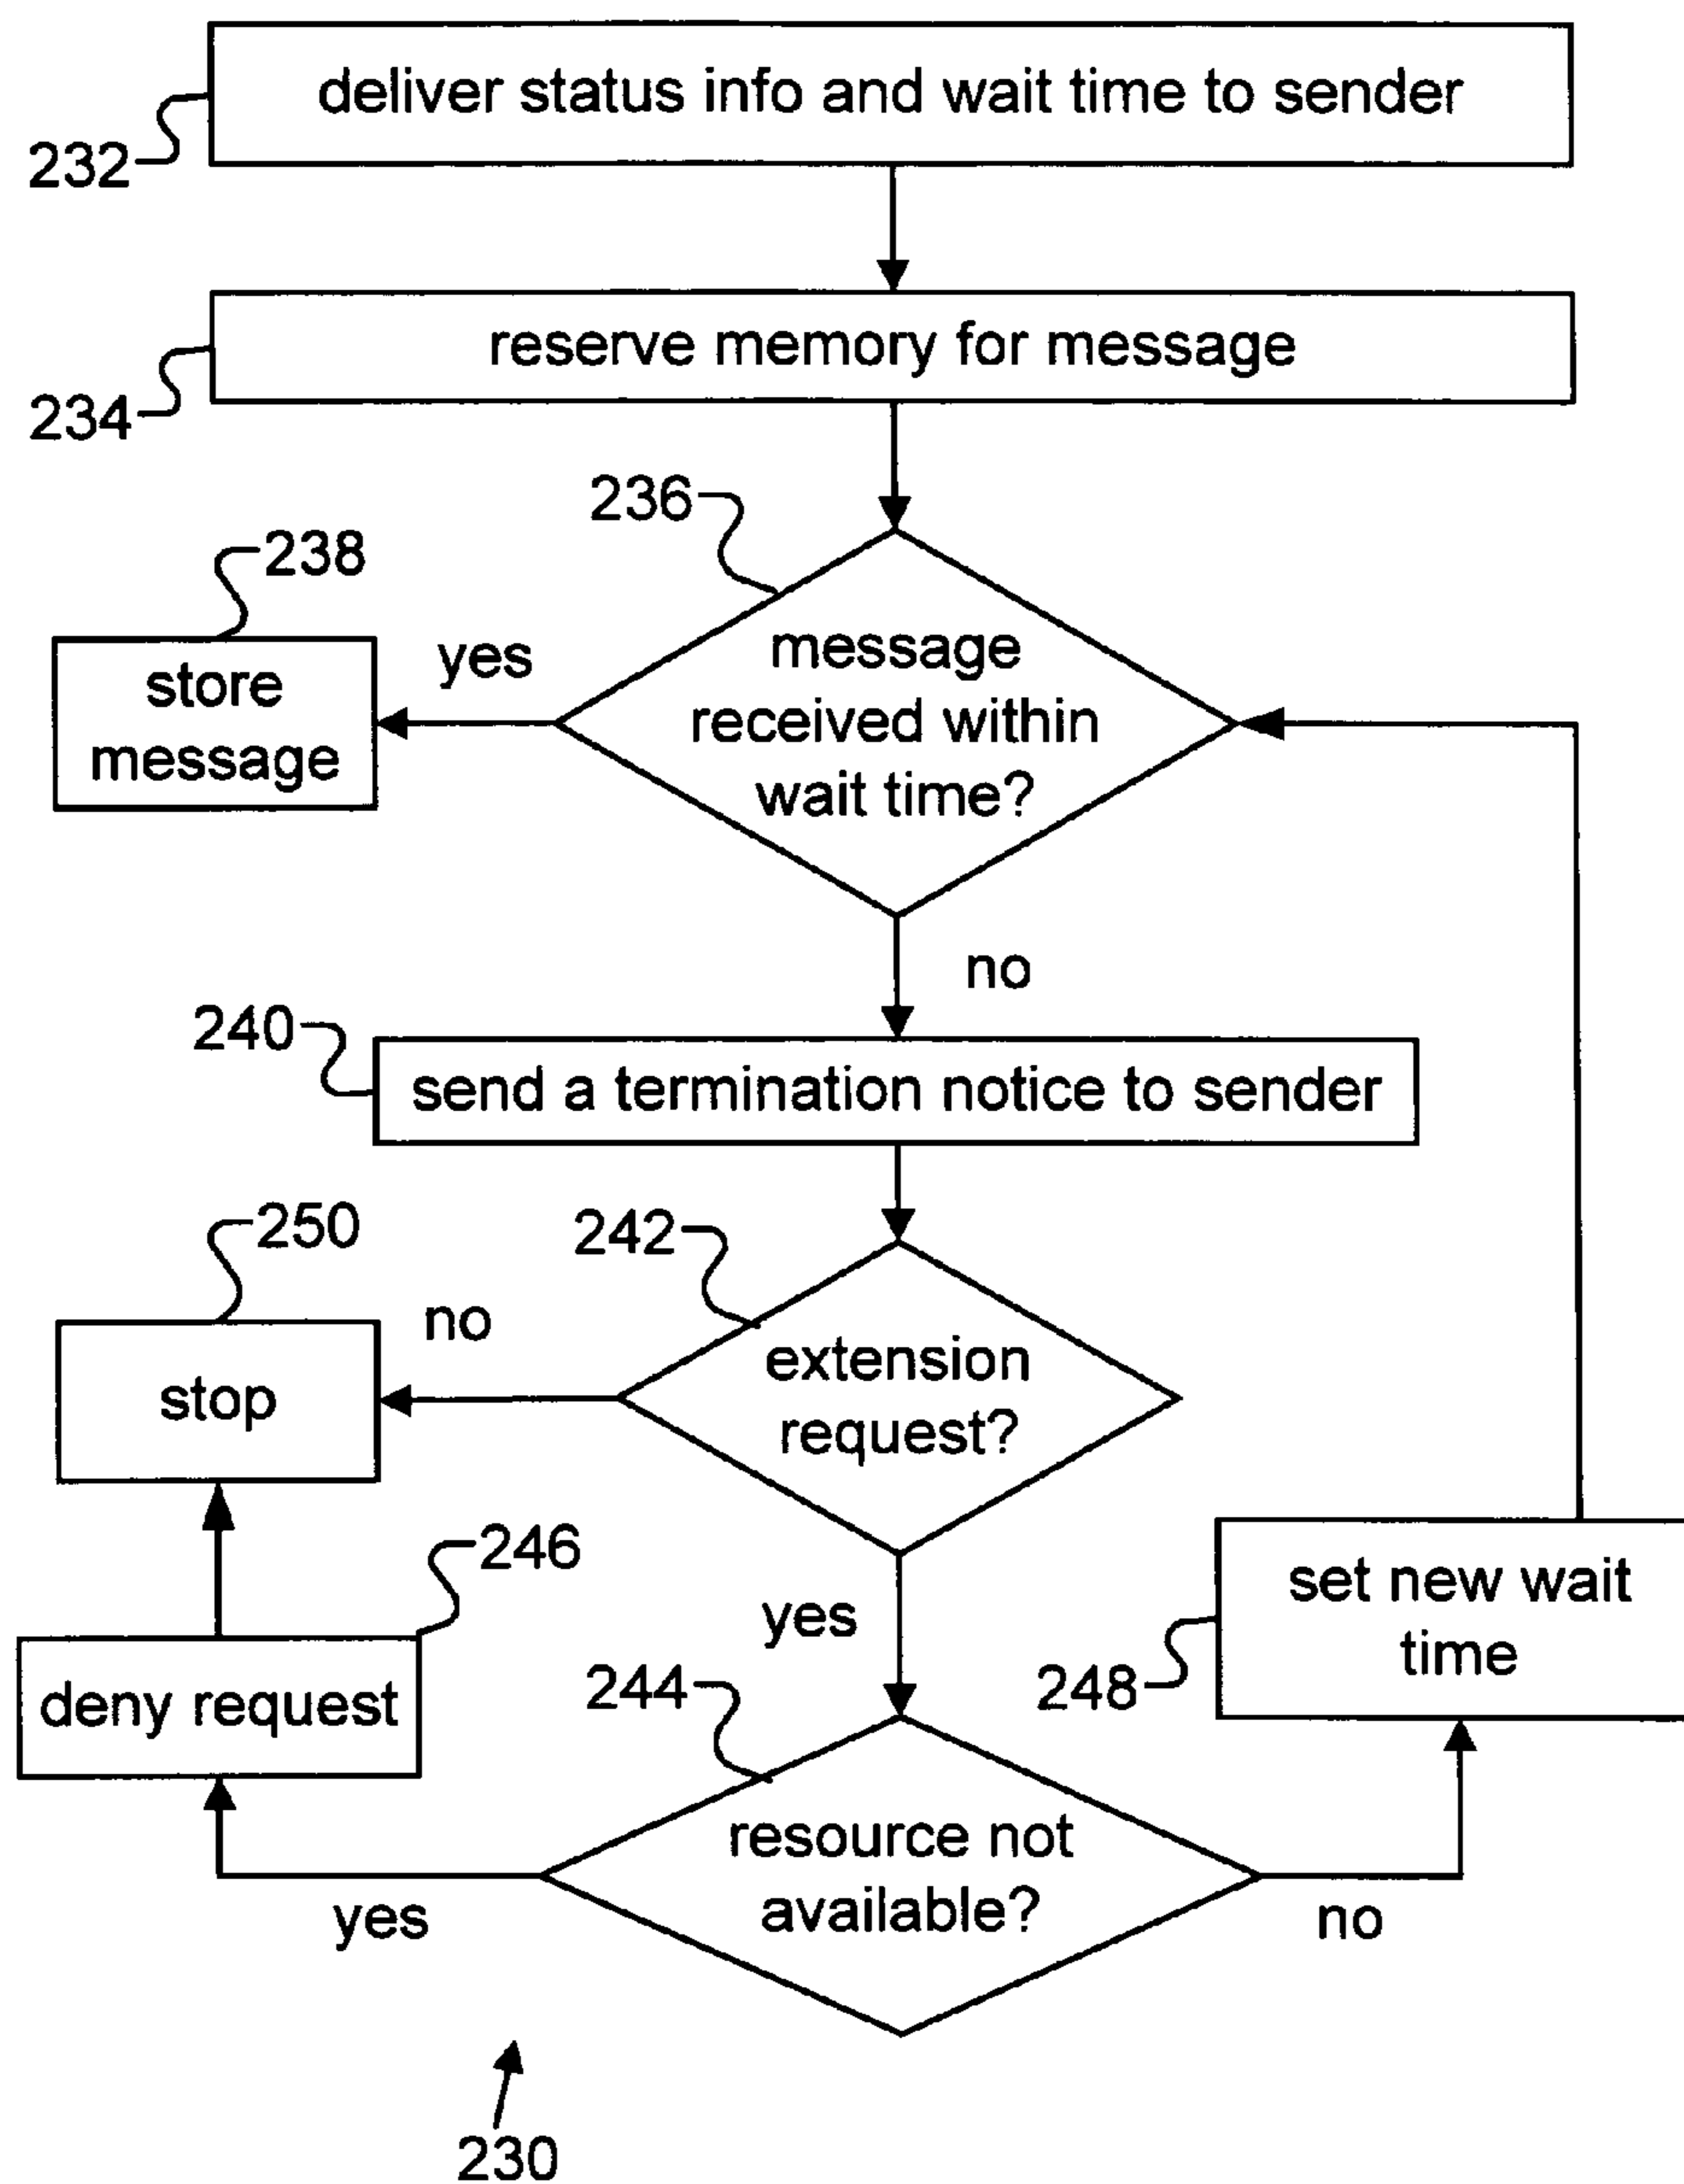 deliver status info and wait time to sender
232
reserve memory for message
234
236
238
store
message
yes
message
received within
wait time?
no
240
send a termination notice to sender
250
242
no
stop
extension
request?
246
set new wait
time
yes
deny request
244
248
resource not
available?
yes
no
230